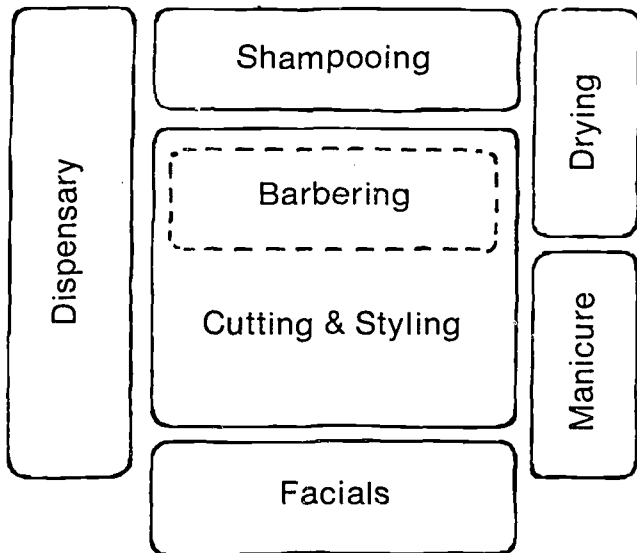 Dispensary
Shampooing
Barbering
Cutting & Styling
Facials
Drying
Manicure